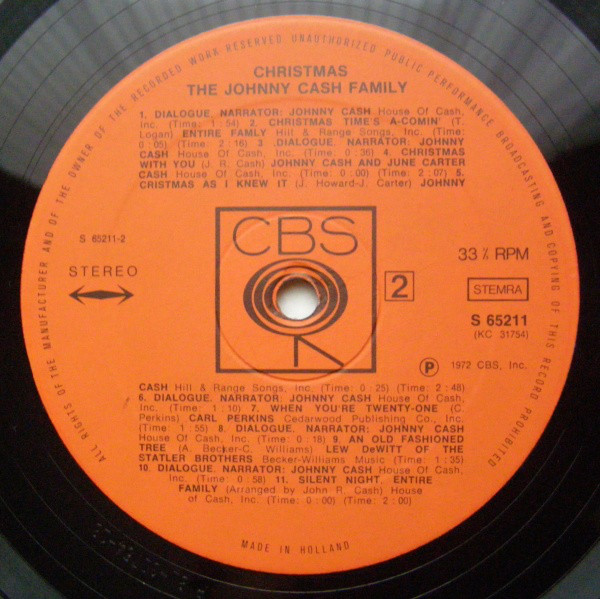 ALL RIGHTS OF THE MANUFACTURER AND OF THE OWNER OF THE RECORDED WORK RESERVED UNAUTHORIZED PUBLIC PERFORMANCE BROADCASTING AND COPYING OF THIS RECORD PROHIBITED
CHRISTMAS
THE JOHNNY CASH FAMILY
1. DIALOGUE. NARRATOR: JOHNNY CASH House Of Cash,
Inc. (Time: 1:54) 2. CHRISTMAS TIME'S A-COMIN' (T.
Logan) ENTIRE FAMLY Hill & Range Songs, Inc. (Time:
0:05) (Time: 2:16) 3. DIALOGUE. NARRATOR: JOHNNY
CASH House Of Cash, Inc. (Time: 0:36) 4. CHRISTMAS
WITH YOU (J. R. Cash) JOHNNY CASH AND JUNE CARTER
CASH House Of Cash, Inc. (Time: 0:00) (Time: 2:07) 5.
CRISTMAS AS I KNEW IT (J. Howard-J. Carter) JOHNNY
CBS
S 65211-2
STEREO
33⅓ RPM
2
STEMRA
S 65211
(KC 31754)
Ⓟ 1972 CBS, Inc.
CASH Hill & Range Songs, Inc. (Time: 0:25) (Time: 2:48)
6. DIALOGUE. NARRATOR: JOHNNY CASH House Of Cash,
Inc. (Time: 1:10) 7. WHEN YOU'RE TWENTY-ONE (C.
Perkins) CARL PERKINS Cedarwood Publishing Co., Inc.
(Time: 1:55) 8. DIALOGUE. NARRATOR; JOHNNY CASH
House Of Cash, Inc. (Time: 0:18) 9. AN OLD FASHIONED
TREE (A. Becker-C. Williams) LEW DeWITT OF THE
STATLER BROTHERS Becker-Williams Music (Time: 1:35)
10. DIALOGUE. NARRATOR: JOHNNY CASH House Of Cash,
Inc. (Time: 0:58) 11. SILENT NIGHT. ENTIRE
FAMILY (Arranged by John R. Cash) House
of Cash, Inc. (Time: 0:00) (Time: 2:00)
MADE IN HOLLAND